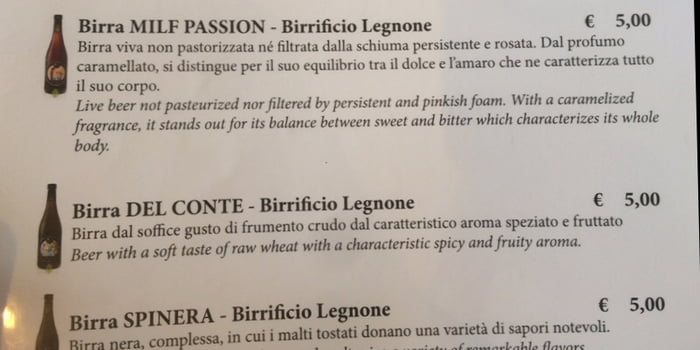 Birra MILF PASSION - Birrificio Legnone € 5,00
Birra viva non pastorizzata né filtrata dalla schiuma persistente e rosata. Dal profumo
caramellato, si distingue per il suo equilibrio tra il dolce e l'amaro che ne caratterizza tutto
il suo corpo.
Live beer not pasteurized nor filtered by persistent and pinkish foam. With a caramelized
fragrance, it stands out for its balance between sweet and bitter which characterizes its whole
body.
Birra DEL CONTE - Birrificio Legnone € 5,00
Birra dal soffice gusto di frumento crudo dal caratteristico aroma speziato e fruttato
Beer with a soft taste of raw wheat with a characteristic spicy and fruity aroma.
Birra SPINERA - Birrificio Legnone € 5,00
Birra nera, complessa, in cui i malti tostati donano una varietà di sapori notevoli.
variety of remarkable flavors